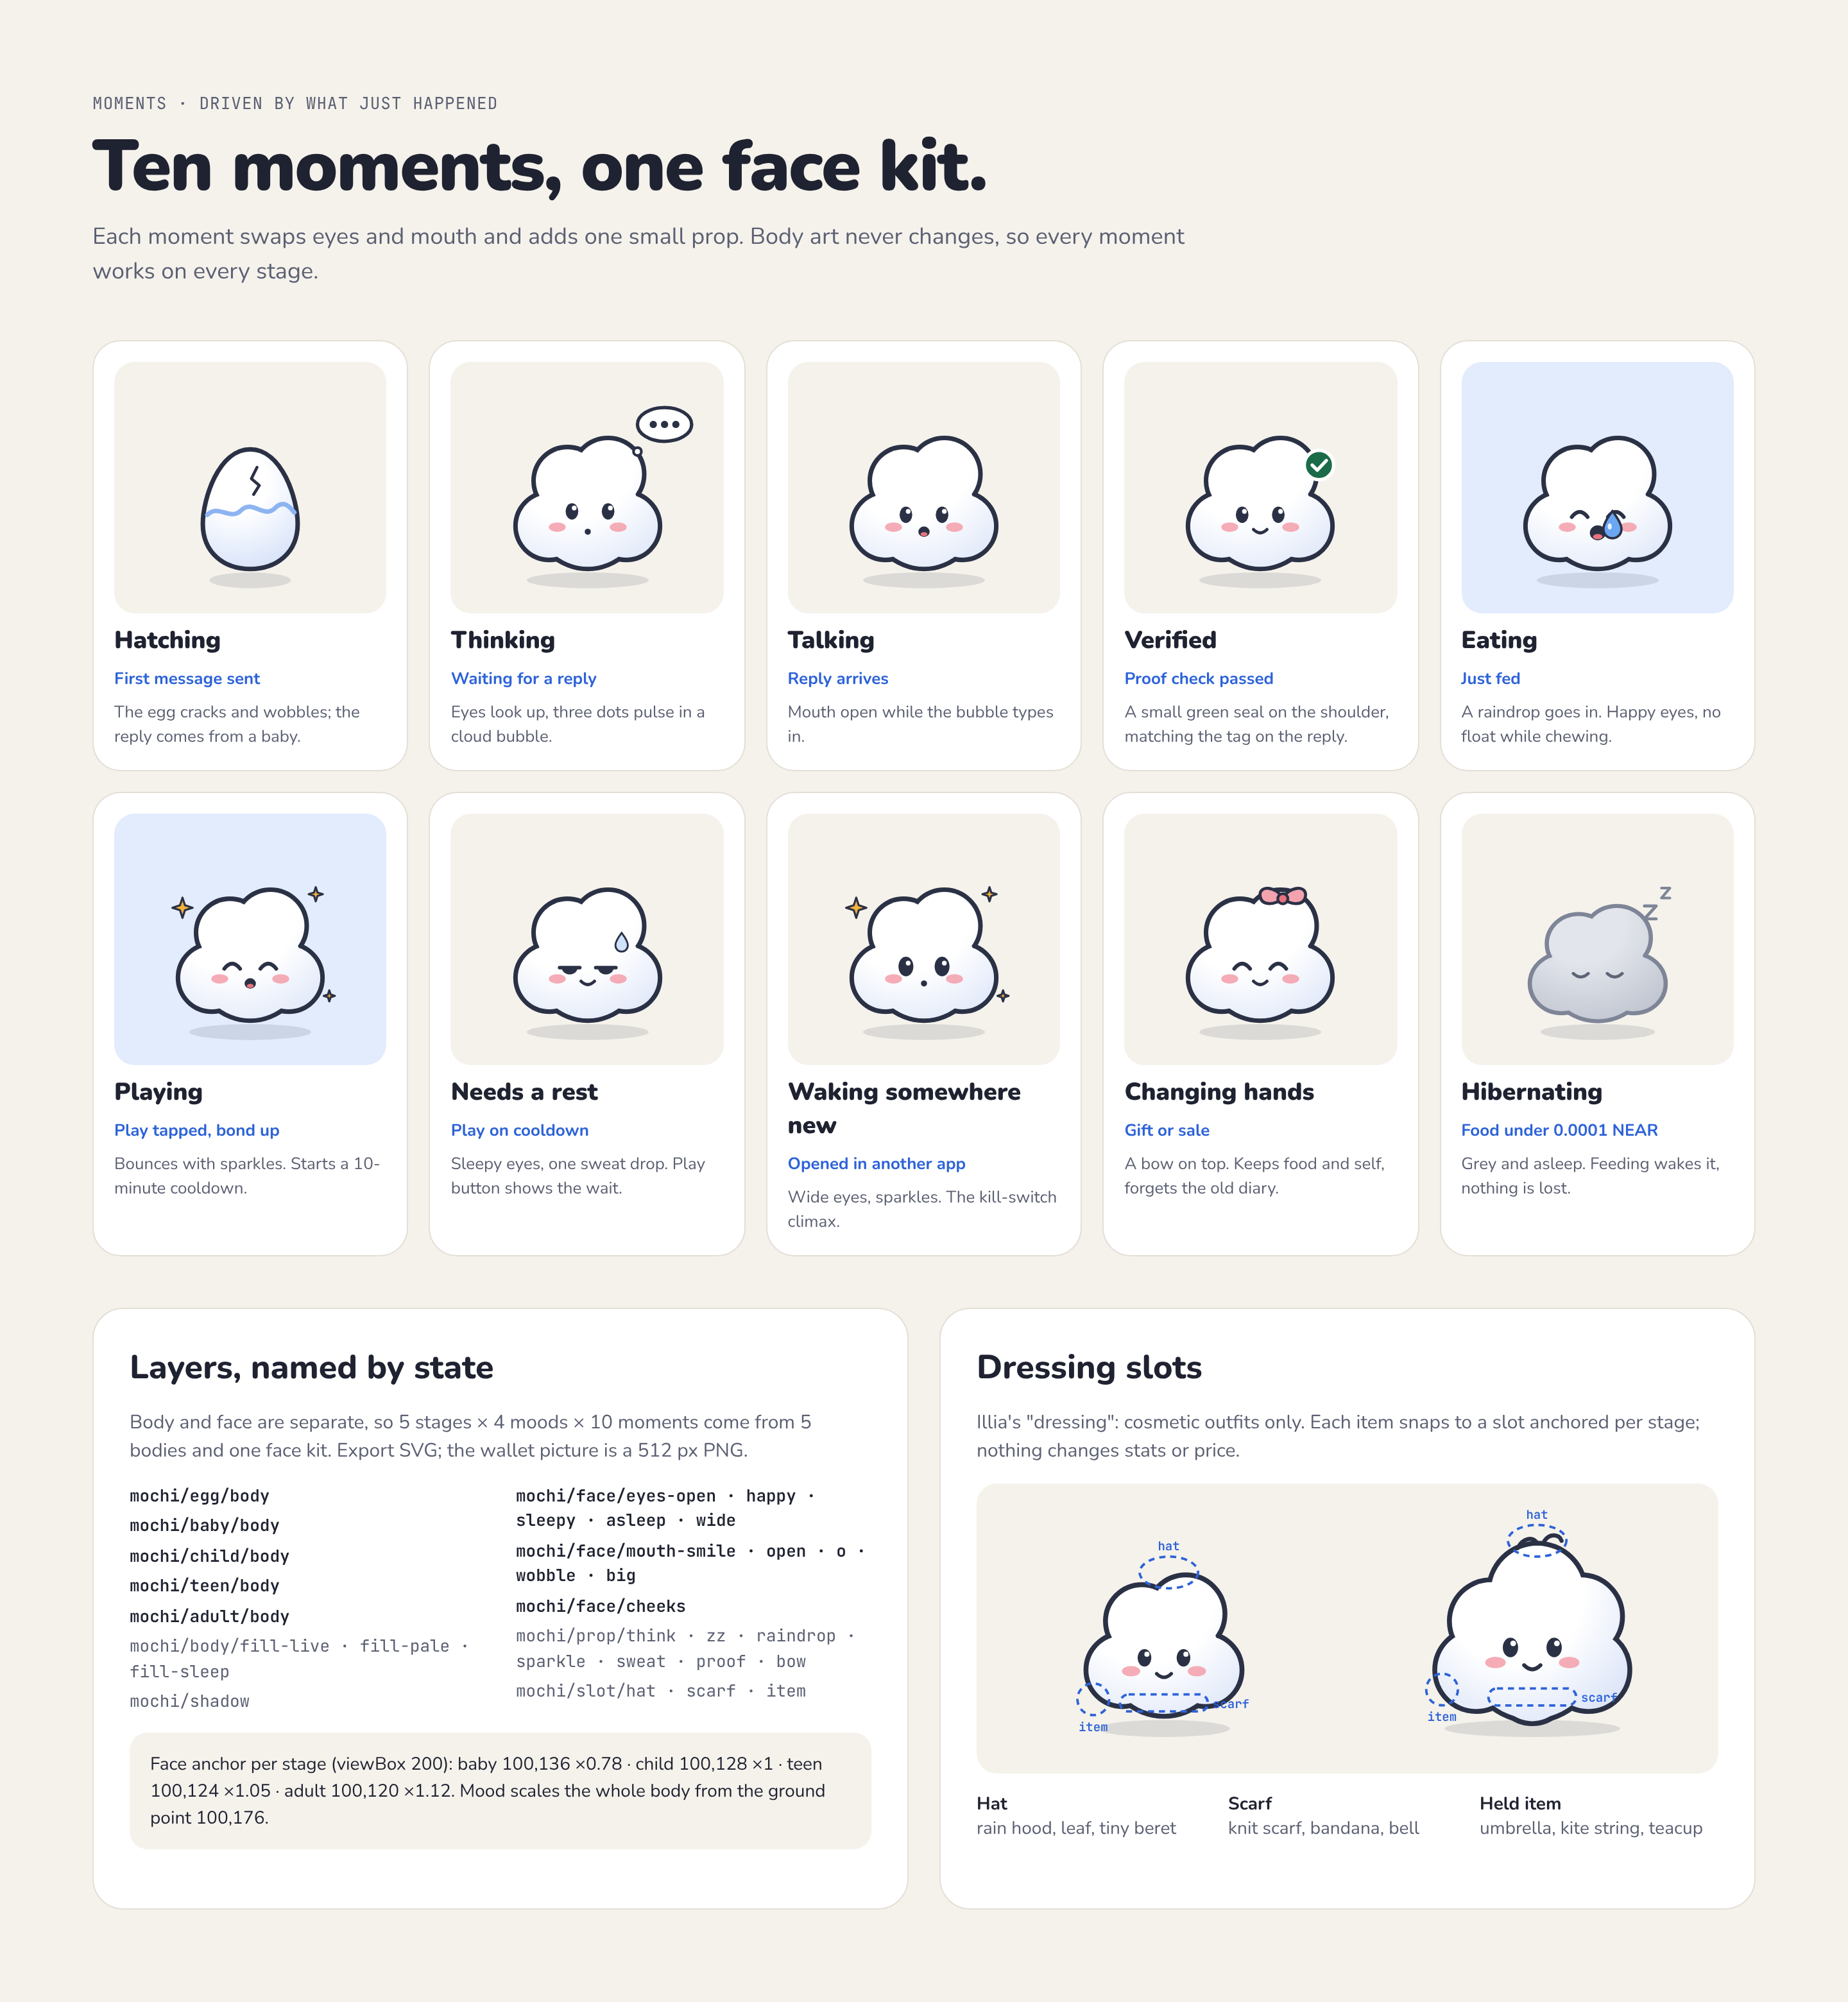 MOMENTS · DRIVEN BY WHAT JUST HAPPENED
Ten moments, one face kit.
Each moment swaps eyes and mouth and adds one small prop. Body art never changes, so every moment
works on every stage.
Hatching
First message sent
The egg cracks and wobbles; the
reply comes from a baby.
Thinking
Waiting for a reply
Eyes look up, three dots pulse in a
cloud bubble.
Talking
Reply arrives
Mouth open while the bubble types
in.
Verified
Proof check passed
A small green seal on the shoulder,
matching the tag on the reply.
Eating
Just fed
A raindrop goes in. Happy eyes, no
float while chewing.
Playing
Play tapped, bond up
Bounces with sparkles. Starts a 10-
minute cooldown.
Needs a rest
Play on cooldown
Sleepy eyes, one sweat drop. Play
button shows the wait.
Waking somewhere
new
Opened in another app
Wide eyes, sparkles. The kill-switch
climax.
Changing hands
Gift or sale
A bow on top. Keeps food and self,
forgets the old diary.
z
z
Hibernating
Food under 0.0001 NEAR
Grey and asleep. Feeding wakes it,
nothing is lost.
Layers, named by state
Body and face are separate, so 5 stages × 4 moods × 10 moments come from 5
bodies and one face kit. Export SVG; the wallet picture is a 512 px PNG.
mochi/egg/body
mochi/baby/body
mochi/child/body
mochi/teen/body
mochi/adult/body
mochi/body/fill-live · fill-pale ·
fill-sleep
mochi/shadow
mochi/face/eyes-open · happy ·
sleepy · asleep · wide
mochi/face/mouth-smile · open · o ·
wobble · big
mochi/face/cheeks
mochi/prop/think · zz · raindrop ·
sparkle · sweat · proof · bow
mochi/slot/hat · scarf · item
Face anchor per stage (viewBox 200): baby 100,136 ×0.78 · child 100,128 ×1 · teen
100,124 ×1.05 · adult 100,120 ×1.12. Mood scales the whole body from the ground
point 100,176.
Dressing slots
Illia's "dressing": cosmetic outfits only. Each item snaps to a slot anchored per stage;
nothing changes stats or price.
hat
scarf
item
hat
scarf
item
Hat
rain hood, leaf, tiny beret
Scarf
knit scarf, bandana, bell
Held item
umbrella, kite string, teacup